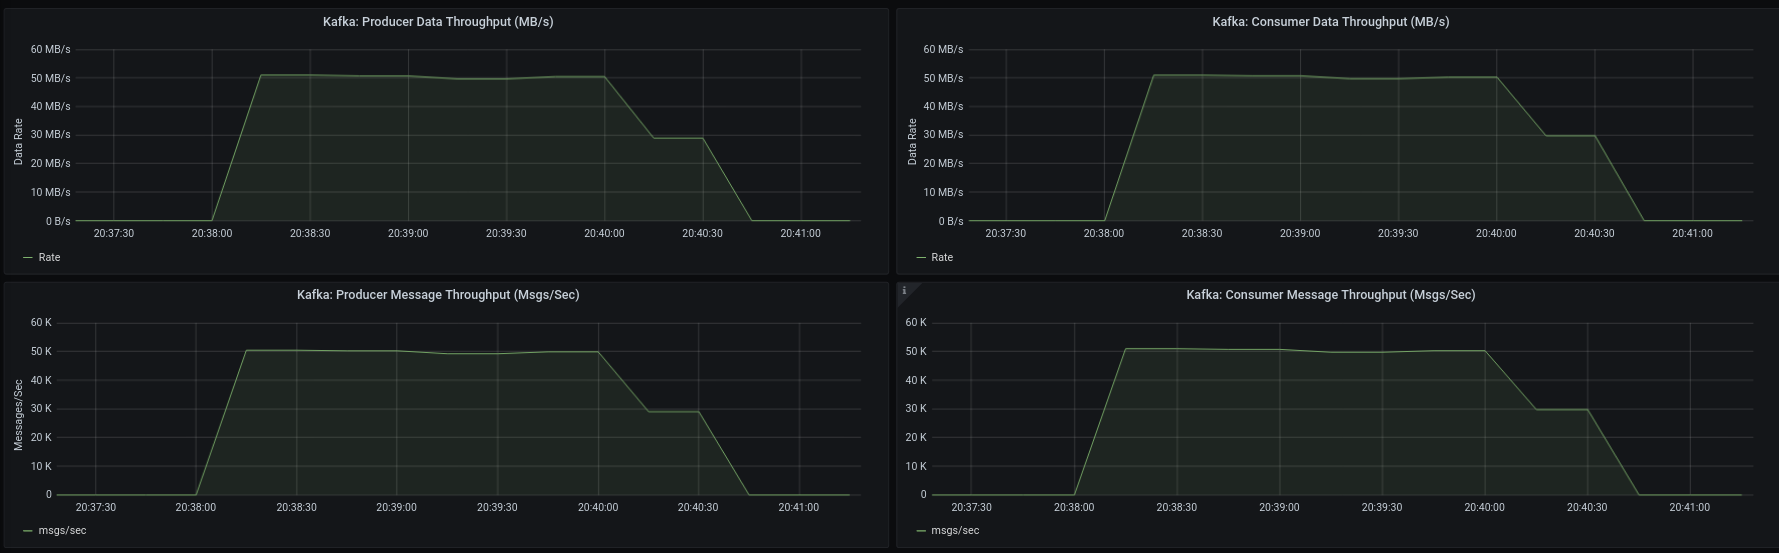 Kafka: Producer Data Throughput (MB/s)
Data Rate
60 MB/s
50 MB/s
40 MB/s
30 MB/s
20 MB/s
10 MB/s
0 B/s
20:37:30 20:38:00 20:38:30 20:39:00 20:39:30 20:40:00 20:40:30 20:41:00
Rate
Kafka: Consumer Data Throughput (MB/s)
Data Rate
60 MB/s
50 MB/s
40 MB/s
30 MB/s
20 MB/s
10 MB/s
0 B/s
20:37:30 20:38:00 20:38:30 20:39:00 20:39:30 20:40:00 20:40:30 20:41:00
Rate
Kafka: Producer Message Throughput (Msgs/Sec)
Messages/Sec
60 K
50 K
40 K
30 K
20 K
10 K
0
20:37:30 20:38:00 20:38:30 20:39:00 20:39:30 20:40:00 20:40:30 20:41:00
msgs/sec
i
Kafka: Consumer Message Throughput (Msgs/Sec)
60 K
50 K
40 K
30 K
20 K
10 K
0
20:37:30 20:38:00 20:38:30 20:39:00 20:39:30 20:40:00 20:40:30 20:41:00
msgs/sec